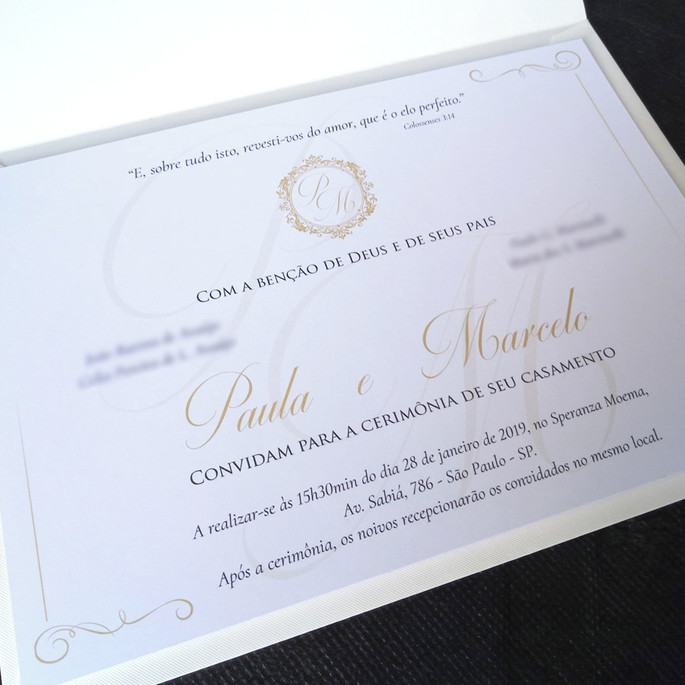 “E, sobre tudo isto, revesti-vos do amor, que é o elo perfeito.”
Colossenses 3:14
P M
Com a benção de Deus e de seus pais
Paula e Marcelo
Convidam para a cerimônia de seu casamento
A realizar-se às 15h30min do dia 28 de janeiro de 2019, no Speranza Moema,
Av. Sabiá, 786 - São Paulo - SP.
Após a cerimônia, os noivos recepcionarão os convidados no mesmo local.